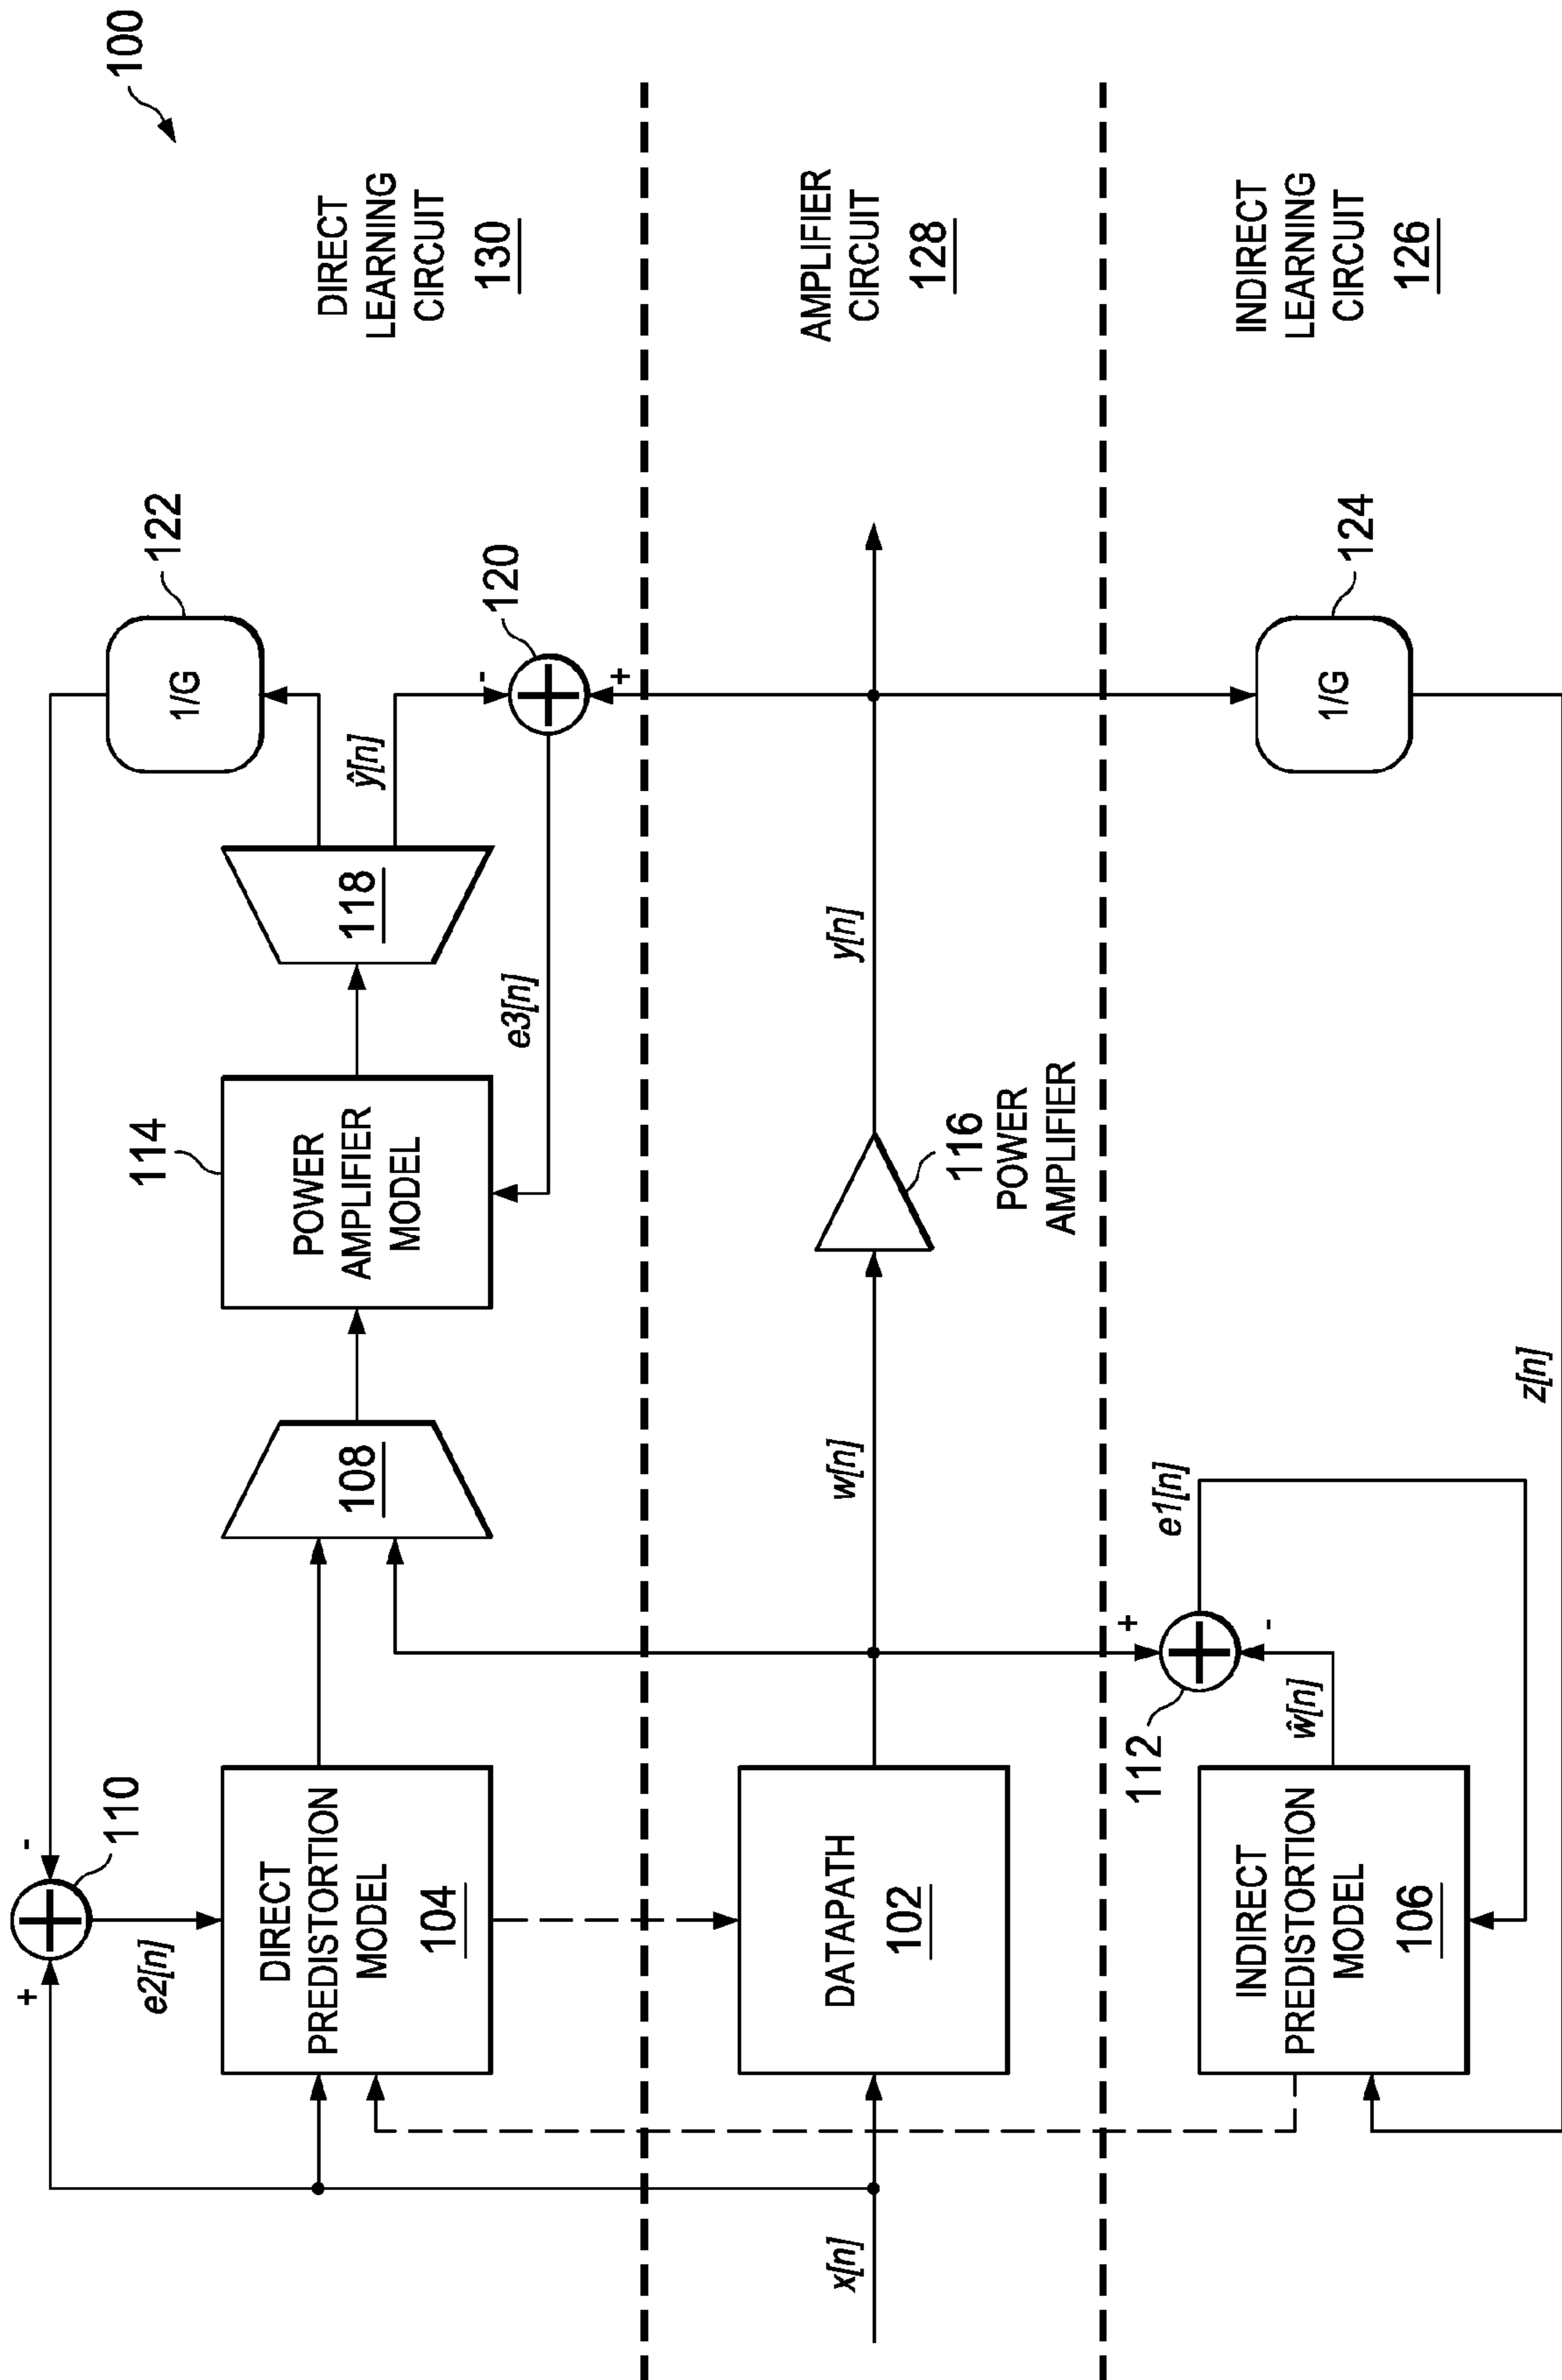 100
DIRECT
LEARNING
CIRCUIT
130
AMPLIFIER
CIRCUIT
128
INDIRECT
LEARNING
CIRCUIT
126
+
-
110
e2[n]
DIRECT
PREDISTORTION
MODEL
104
108
114
POWER
AMPLIFIER
MODEL
118
ŷ[n]
1/G
122
-
120
+
e3[n]
x[n]
DATAPATH
102
w[n]
116
POWER
AMPLIFIER
y[n]
INDIRECT
PREDISTORTION
MODEL
106
ŵ[n]
112
+
-
e1[n]
z[n]
1/G
124